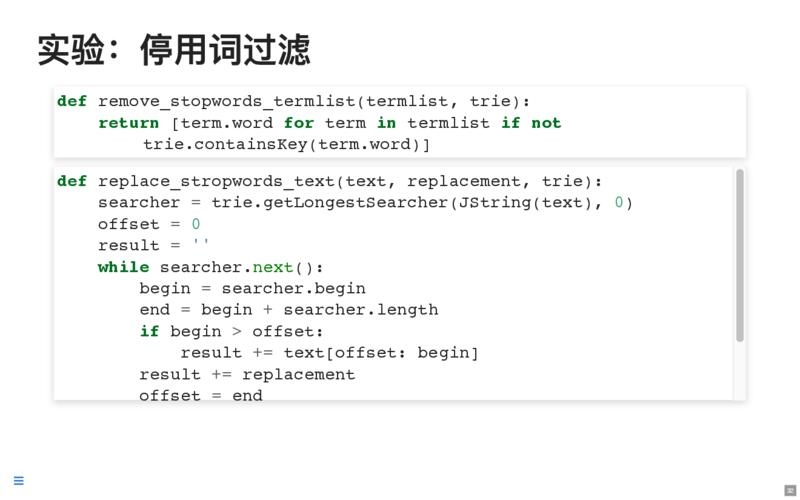 实验：停用词过滤
def remove_stopwords_termlist(termlist, trie):
    return [term.word for term in termlist if not
        trie.containsKey(term.word)]
def replace_stropwords_text(text, replacement, trie):
    searcher = trie.getLongestSearcher(JString(text), 0)
    offset = 0
    result = ''
    while searcher.next():
        begin = searcher.begin
        end = begin + searcher.length
        if begin > offset:
            result += text[offset: begin]
        result += replacement
        offset = end
32